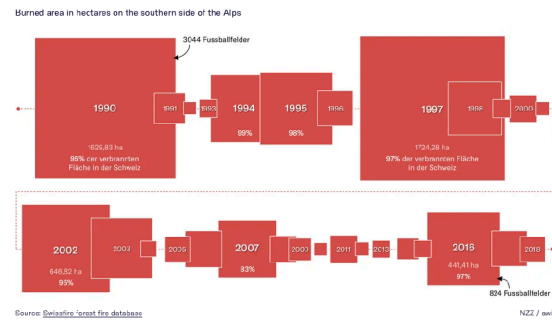 Burned area in hectares on the southern side of the Alps
3044 Fussballfelder
1990
1991
1993
1994
1995
1996
1997
1998
2000
89%
98%
1629,83 ha
95% der verbrannten
Fläche in der Schweiz
1724,28 ha
97% der verbrannten
Fläche in der Schweiz
2002
2003
2005
2007
2009
2011
2013
2016
2018
646,82 ha
95%
83%
441,41 ha
97%
824 Fussballfelder
Source: Swissfire forest fire database
NZZ /